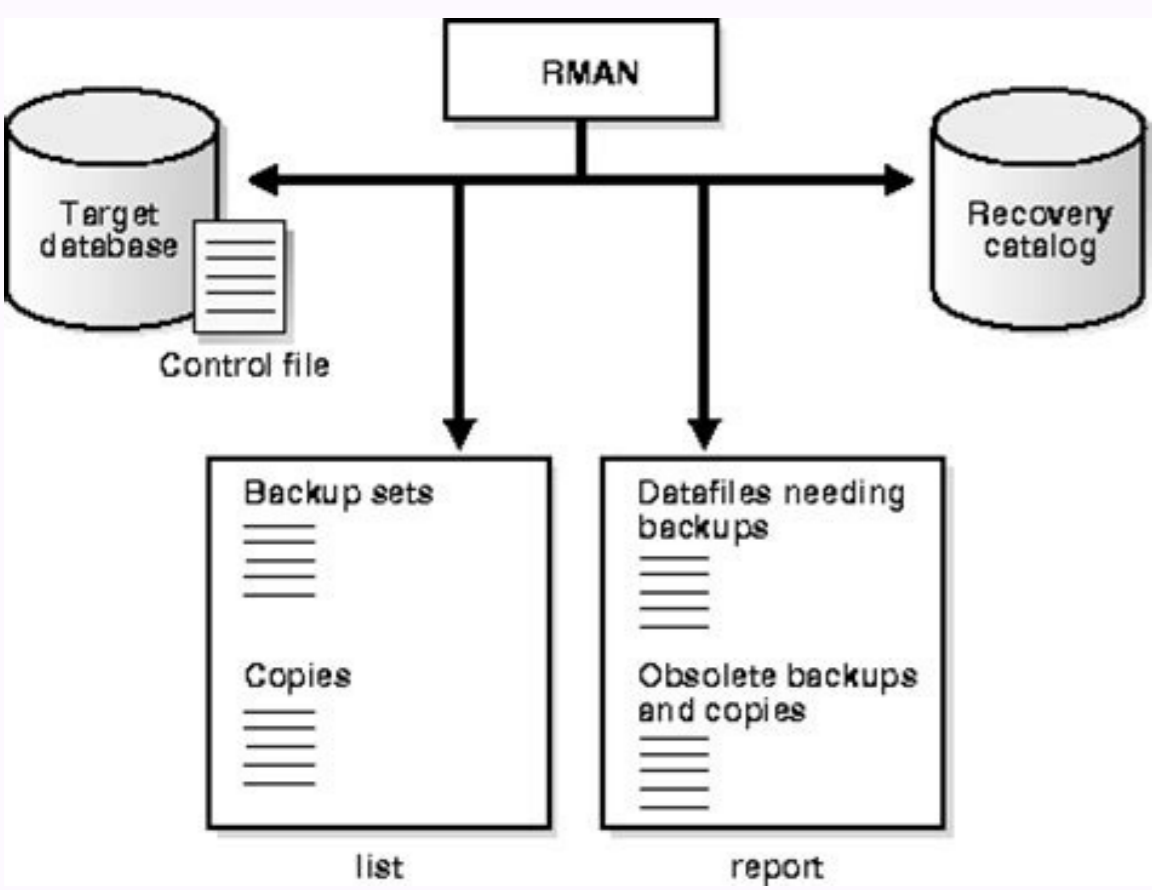 RMAN
Target
database
Recovery
catalog
Control file
Backup sets
Copies
Datafiles needing
backups
Obsolete backups
and copies
list
report